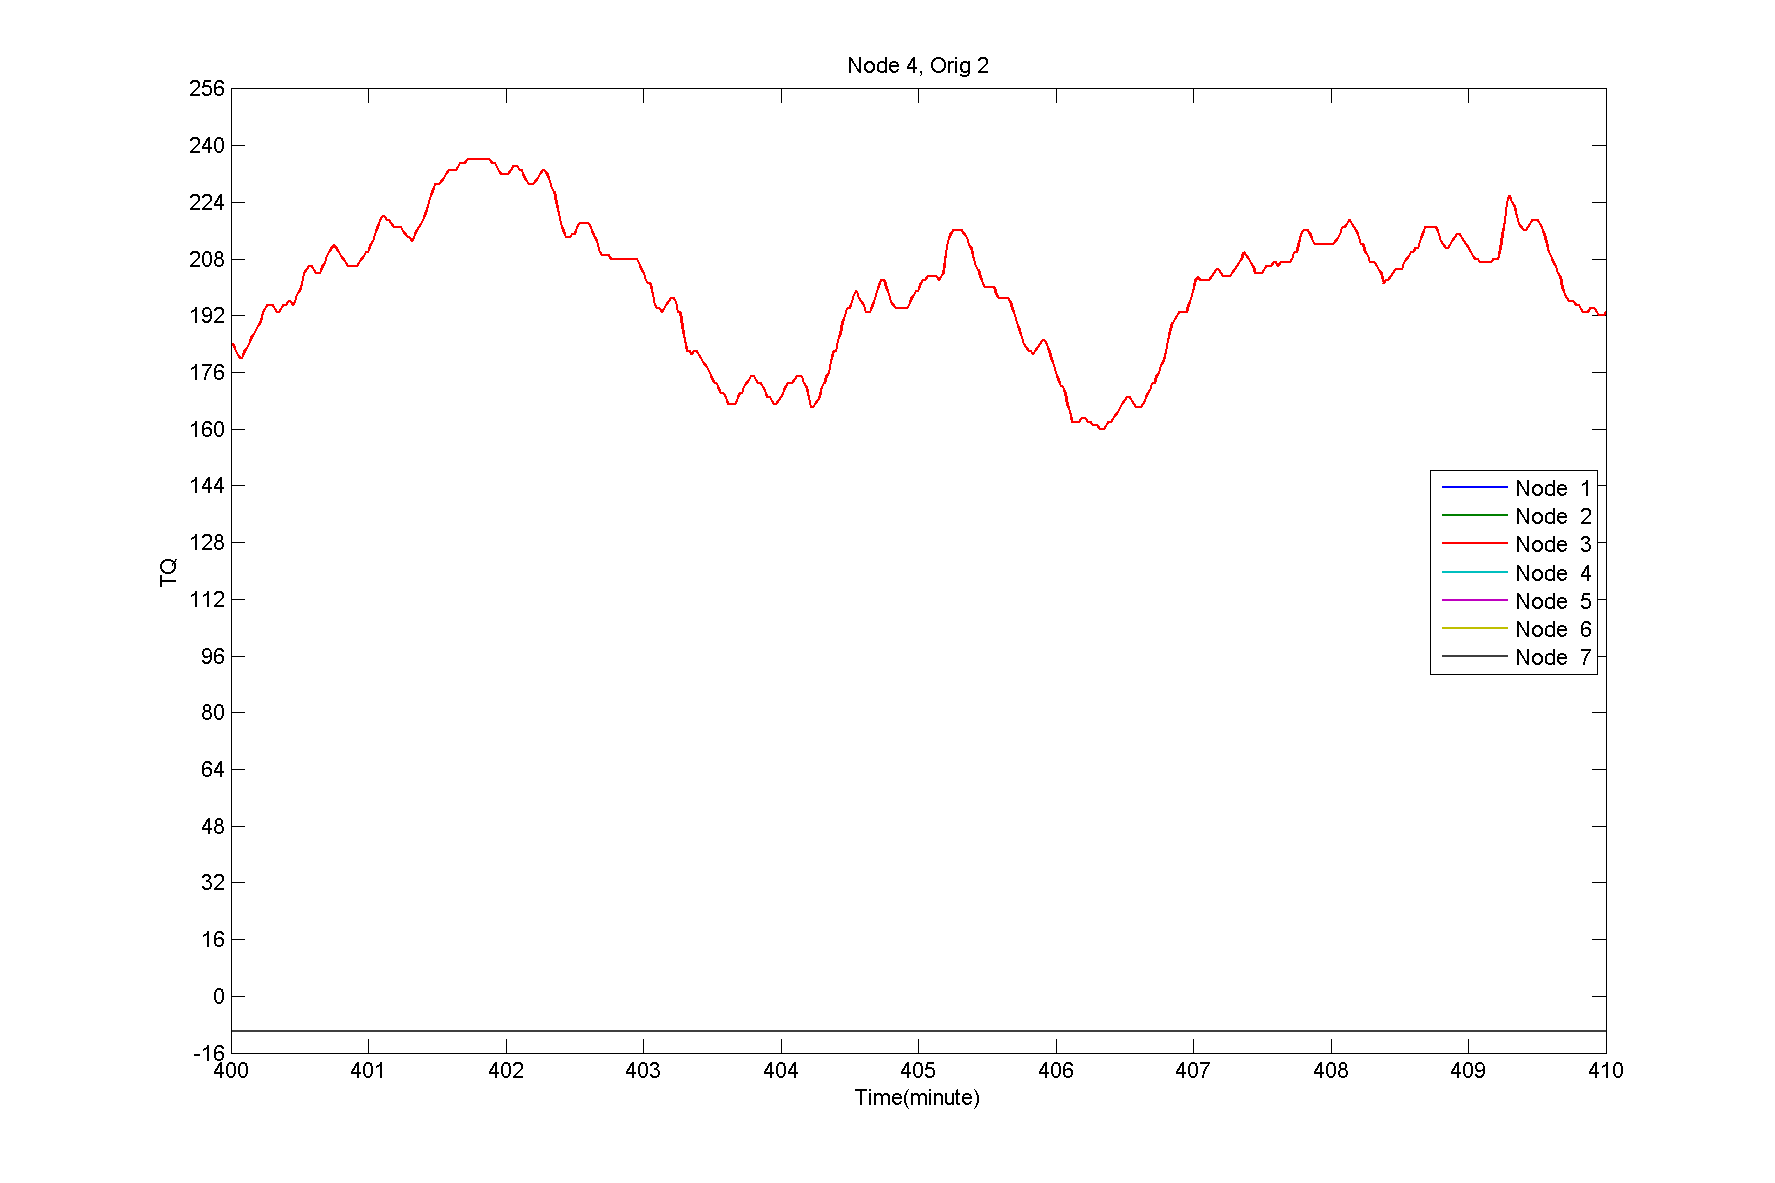 Node 4, Orig 2
256
240
224
208
192
176
160
144
128
112
96
80
64
48
32
16
0
-16
TQ
Node 1
Node 2
Node 3
Node 4
Node 5
Node 6
Node 7
400 401 402 403 404 405 406 407 408 409 410
Time(minute)